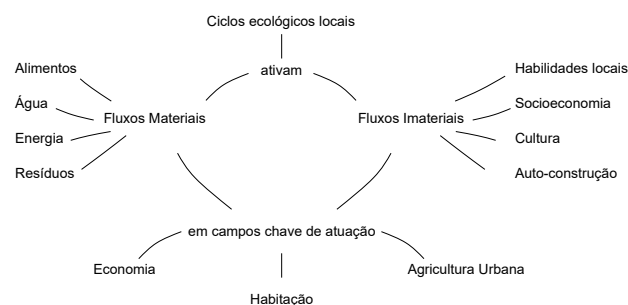 Ciclos ecológicos locais
ativam
Alimentos
Água
Energia
Resíduos
Fluxos Materiais
Fluxos Imateriais
Habilidades locais
Socioeconomia
Cultura
Auto-construção
em campos chave de atuação
Economia
Habitação
Agricultura Urbana